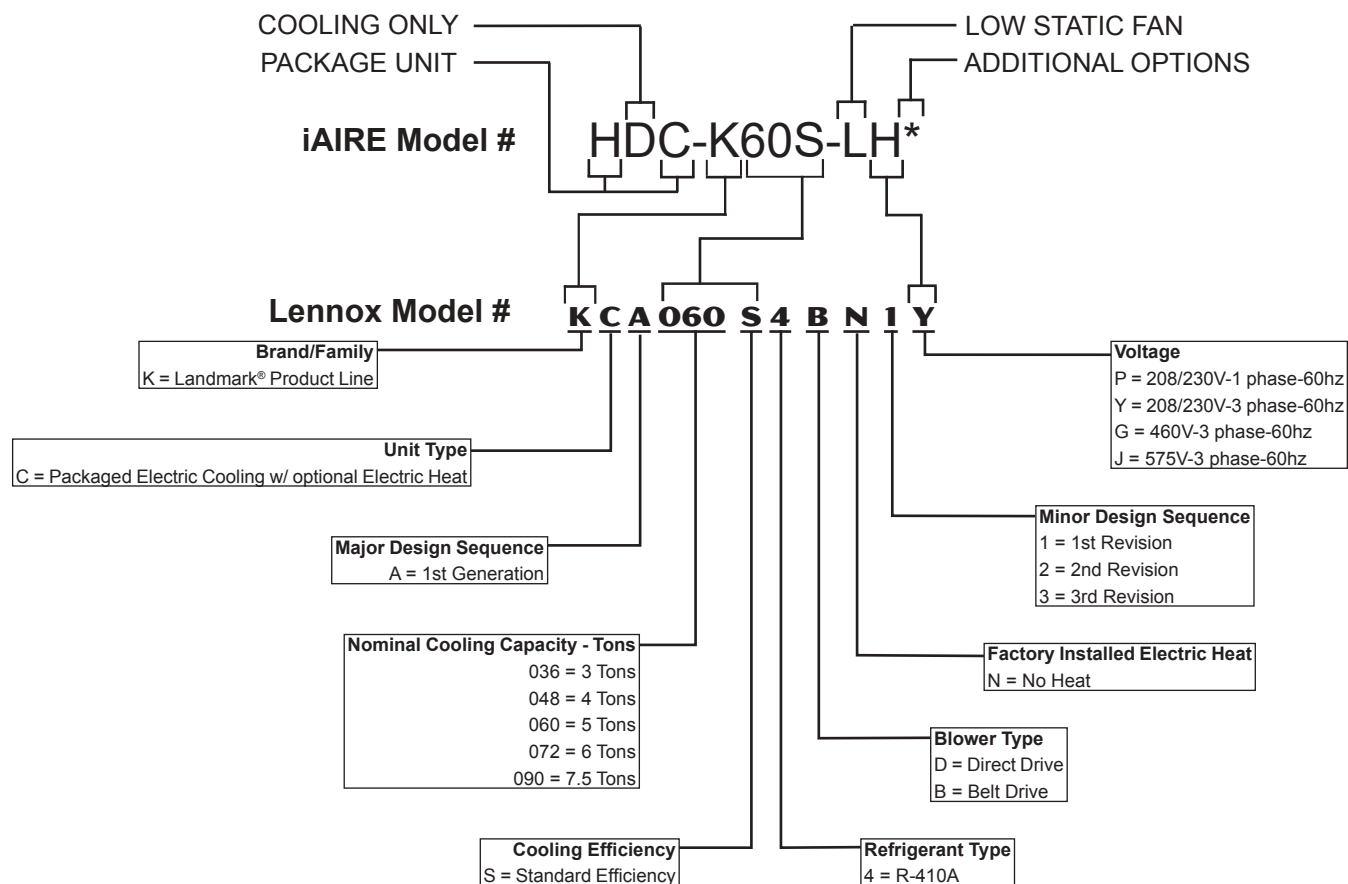 COOLING ONLY
LOW STATIC FAN
PACKAGE UNIT
ADDITIONAL OPTIONS
iAIRE Model #
HDC-K60S-LH*
Lennox Model #
K C A 060 S 4 B N 1 Y
Brand/Family
K = Landmark® Product Line
Voltage
P = 208/230V-1 phase-60hz
Y = 208/230V-3 phase-60hz
G = 460V-3 phase-60hz
J = 575V-3 phase-60hz
Unit Type
C = Packaged Electric Cooling w/ optional Electric Heat
Minor Design Sequence
1 = 1st Revision
2 = 2nd Revision
3 = 3rd Revision
Major Design Sequence
A = 1st Generation
Nominal Cooling Capacity - Tons
036 = 3 Tons
048 = 4 Tons
060 = 5 Tons
072 = 6 Tons
090 = 7.5 Tons
Factory Installed Electric Heat
N = No Heat
Blower Type
D = Direct Drive
B = Belt Drive
Cooling Efficiency
S = Standard Efficiency
Refrigerant Type
4 = R-410A